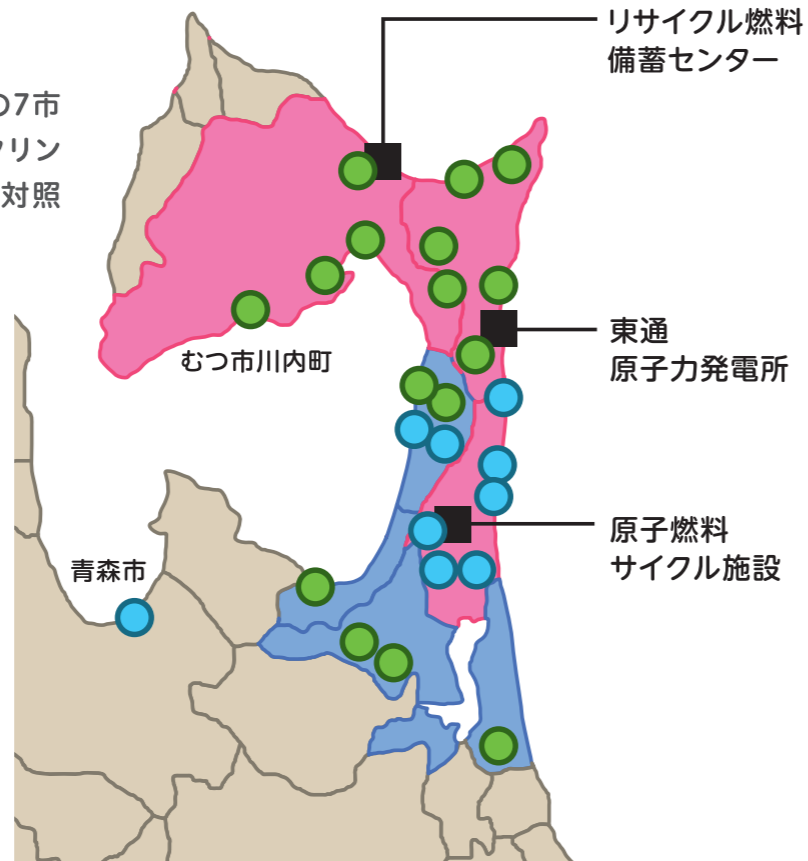 リサイクル燃料
備蓄センター
の7市
クリン
対照
東通
原子力発電所
むつ市川内町
原子燃料
サイクル施設
青森市